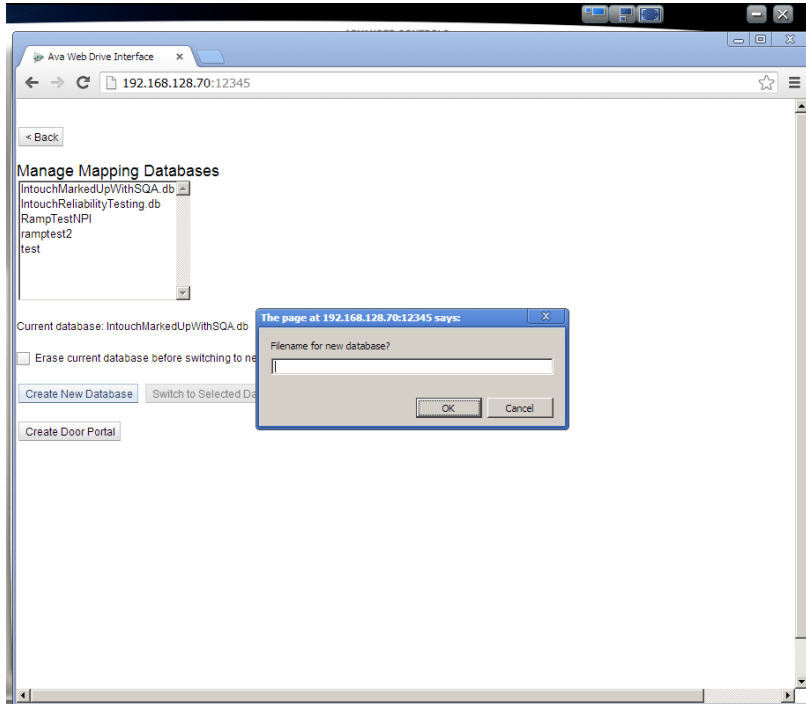 Ava Web Drive Interface
192.168.128.70:12345
< Back
Manage Mapping Databases
IntouchMarkedUpWithSQA.db
IntouchReliabilityTesting.db
RampTestNPI
ramptest2
test
Current database: IntouchMarkedUpWithSQA.db
The page at 192.168.128.70:12345 says:
Filename for new database?
OK Cancel
Erase current database before switching to ne
Create New Database Switch to Selected Da
Create Door Portal